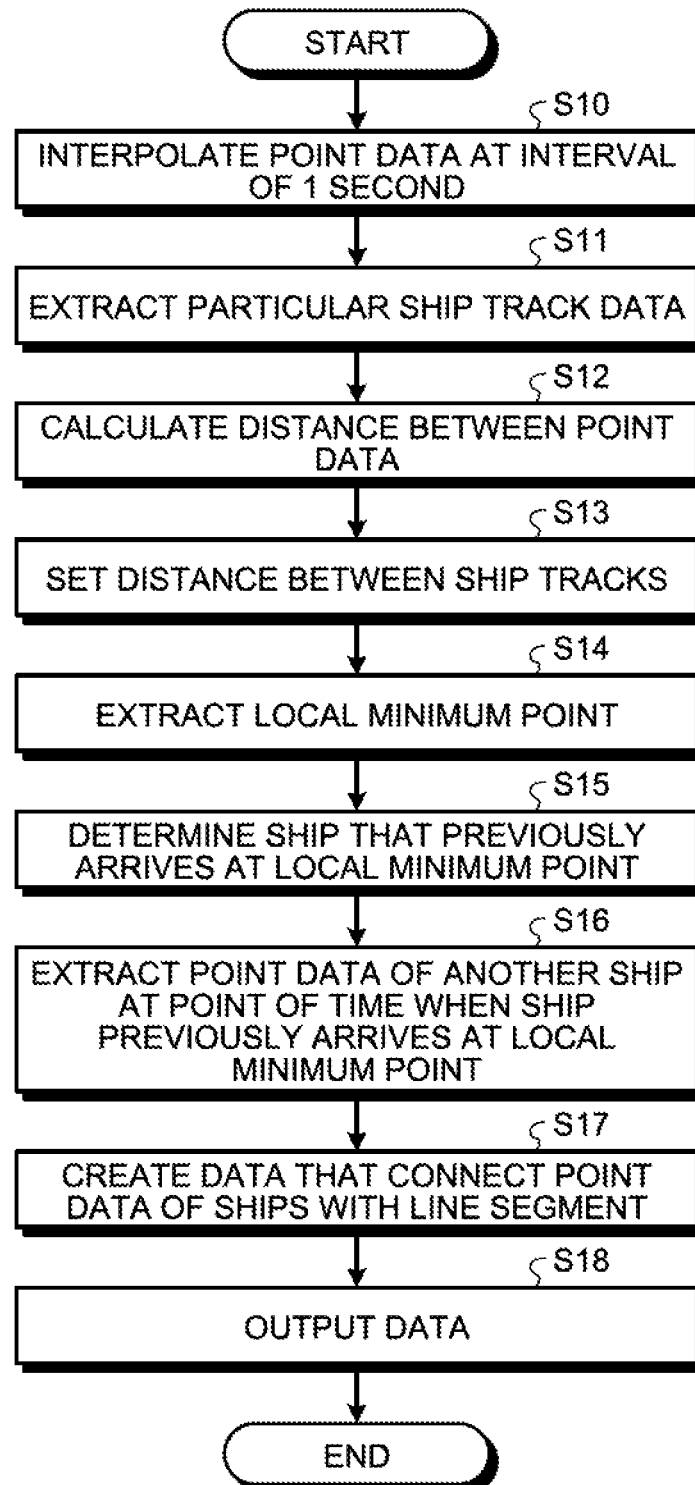 START
S10
INTERPOLATE POINT DATA AT INTERVAL
OF 1 SECOND
S11
EXTRACT PARTICULAR SHIP TRACK DATA
S12
CALCULATE DISTANCE BETWEEN POINT
DATA
S13
SET DISTANCE BETWEEN SHIP TRACKS
S14
EXTRACT LOCAL MINIMUM POINT
S15
DETERMINE SHIP THAT PREVIOUSLY
ARRIVES AT LOCAL MINIMUM POINT
S16
EXTRACT POINT DATA OF ANOTHER SHIP
AT POINT OF TIME WHEN SHIP
PREVIOUSLY ARRIVES AT LOCAL
MINIMUM POINT
S17
CREATE DATA THAT CONNECT POINT
DATA OF SHIPS WITH LINE SEGMENT
S18
OUTPUT DATA
END